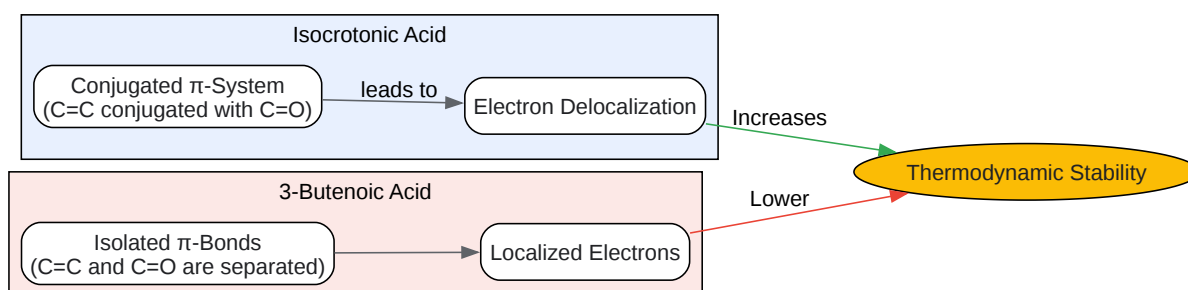 Isocrotonic Acid
Conjugated π-System
(C=C conjugated with C=O)
leads to
Electron Delocalization
Increases
Thermodynamic Stability
3-Butenoic Acid
Lower
Isolated π-Bonds
(C=C and C=O are separated)
Localized Electrons